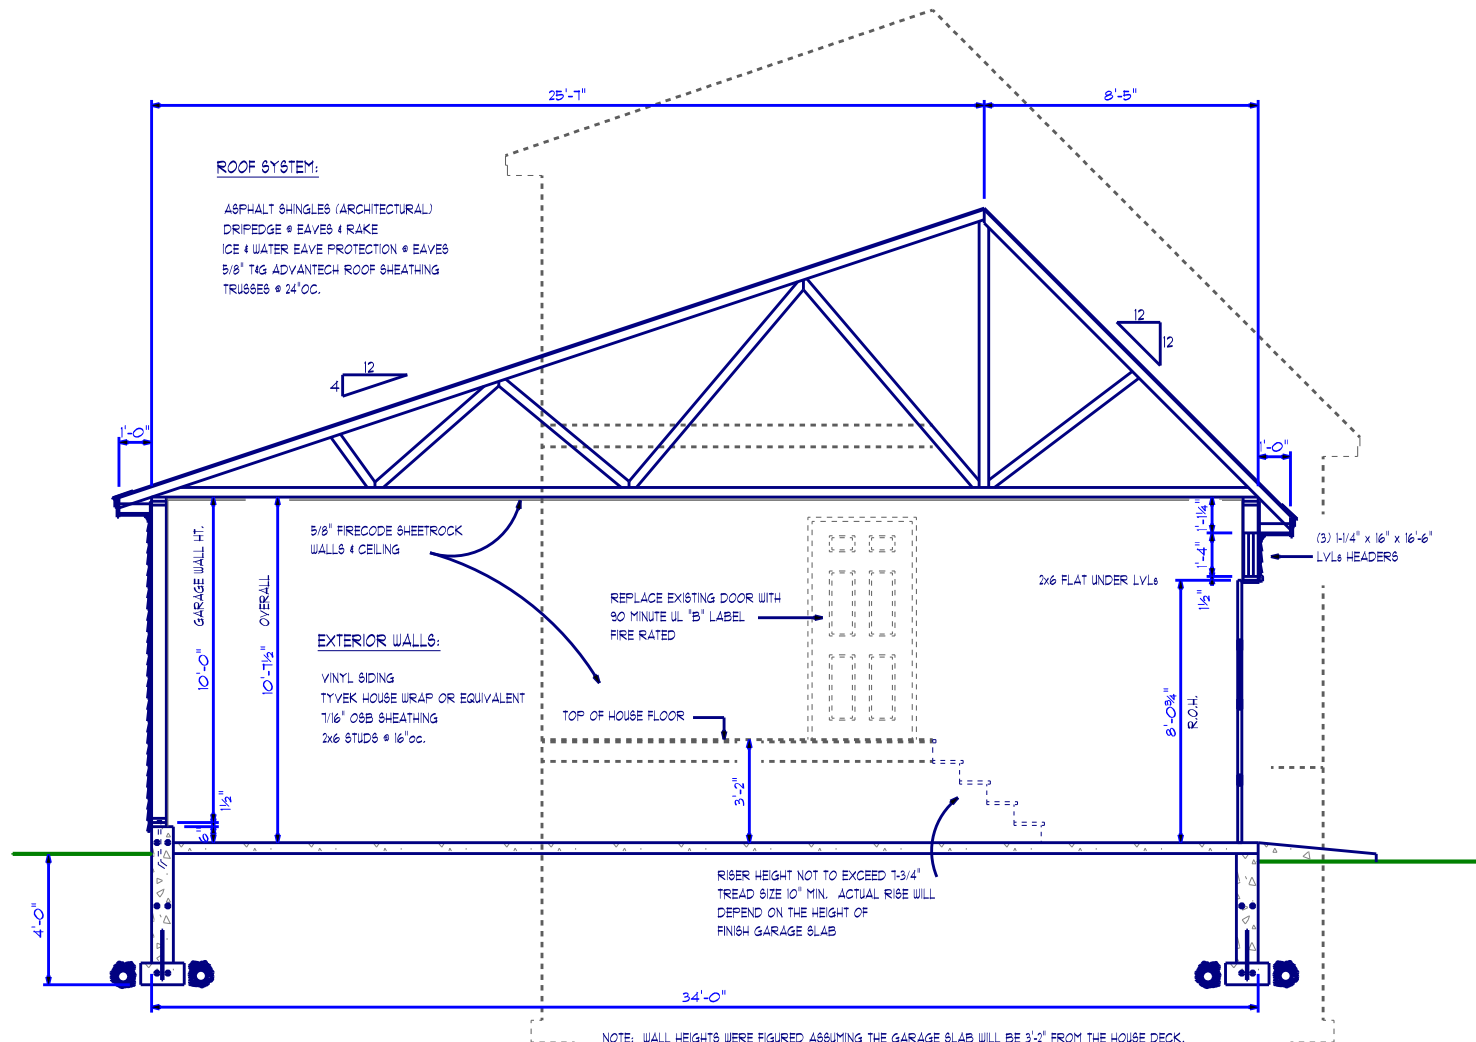 25'-7"
8'-5"
ROOF SYSTEM:
ASPHALT SHINGLES (ARCHITECTURAL)
DRIPEDGE @ EAVES & RAKE
ICE & WATER EAVE PROTECTION @ EAVES
5/8" T&G ADVANTECH ROOF SHEATHING
TRUSSES @ 24"OC.
12
4
12
12
1'-0"
1'-0"
5/8" FIRECODE SHEETROCK
WALLS & CEILING
GARAGE WALL HT.
10'-0"
OVERALL
10'-7½"
1'-1¼"
1'-4"
1½"
(3) 1-1/4" x 16" x 16'-6"
LVLs HEADERS
2x6 FLAT UNDER LVLs
REPLACE EXISTING DOOR WITH
90 MINUTE UL "B" LABEL
FIRE RATED
EXTERIOR WALLS:
VINYL SIDING
TYVEK HOUSE WRAP OR EQUIVALENT
7/16" OSB SHEATHING
2x6 STUDS @ 16"oc.
TOP OF HOUSE FLOOR
8'-0¾"
R.O.H.
3'-2"
1½"
6"
RISER HEIGHT NOT TO EXCEED 7-3/4"
TREAD SIZE 10" MIN. ACTUAL RISE WILL
DEPEND ON THE HEIGHT OF
FINISH GARAGE SLAB
4'-0"
34'-0"
NOTE: WALL HEIGHTS WERE FIGURED ASSUMING THE GARAGE SLAB WILL BE 3'-2" FROM THE HOUSE DECK.